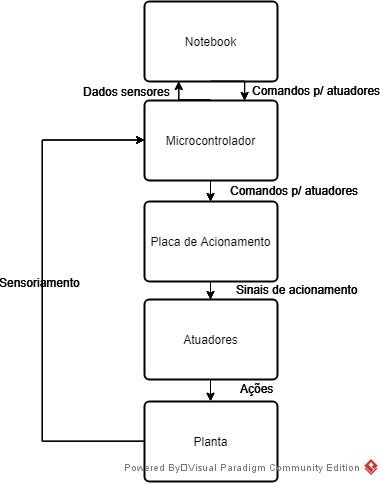 Notebook
Dados sensores
Comandos p/ atuadores
Microcontrolador
Comandos p/ atuadores
Placa de Acionamento
Sensoriamento
Sinais de acionamento
Atuadores
Ações
Planta
Powered By□Visual Paradigm Community Edition